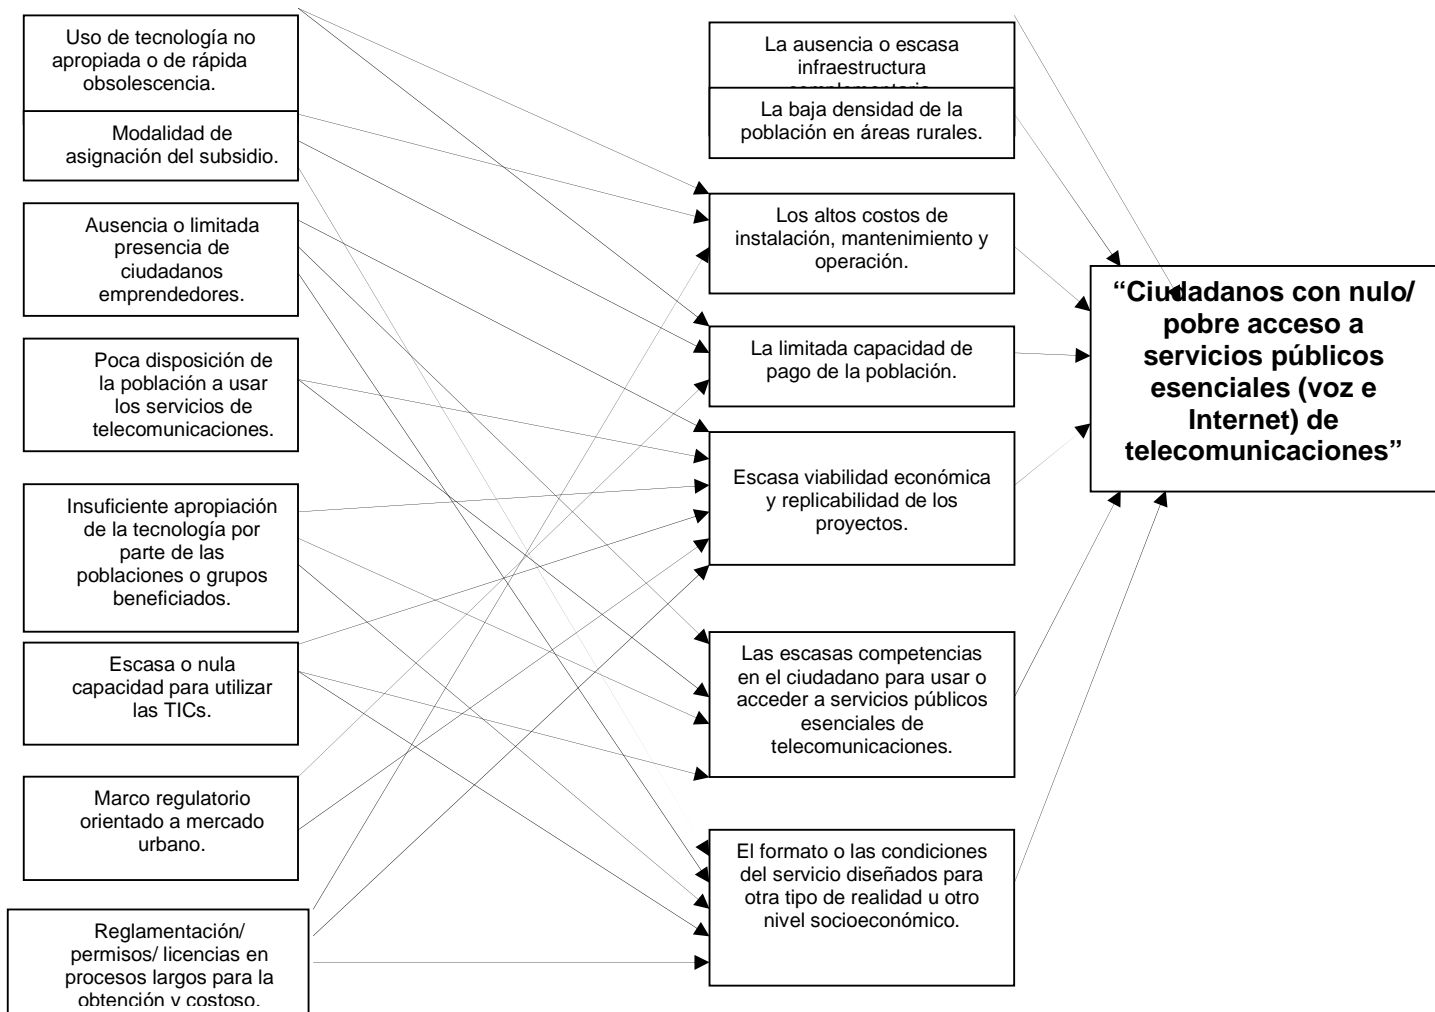 Uso de tecnología no
apropiada o de rápida
obsolescencia.
Modalidad de
asignación del subsidio.
Ausencia o limitada
presencia de
ciudadanos
emprendedores.
Poca disposición de
la población a usar
los servicios de
telecomunicaciones.
Insuficiente apropiación
de la tecnología por
parte de las
poblaciones o grupos
beneficiados.
Escasa o nula
capacidad para utilizar
las TICs.
Marco regulatorio
orientado a mercado
urbano.
Reglamentación/
permisos/ licencias en
procesos largos para la
obtención y costoso.
La ausencia o escasa
infraestructura
complementaria
La baja densidad de la
población en áreas rurales.
Los altos costos de
instalación, mantenimiento y
operación.
La limitada capacidad de
pago de la población.
Escasa viabilidad económica
y replicabilidad de los
proyectos.
Las escasas competencias
en el ciudadano para usar o
acceder a servicios públicos
esenciales de
telecomunicaciones.
El formato o las condiciones
del servicio diseñados para
otra tipo de realidad u otro
nivel socioeconómico.
“Ciudadanos con nulo/
pobre acceso a
servicios públicos
esenciales (voz e
Internet) de
telecomunicaciones”